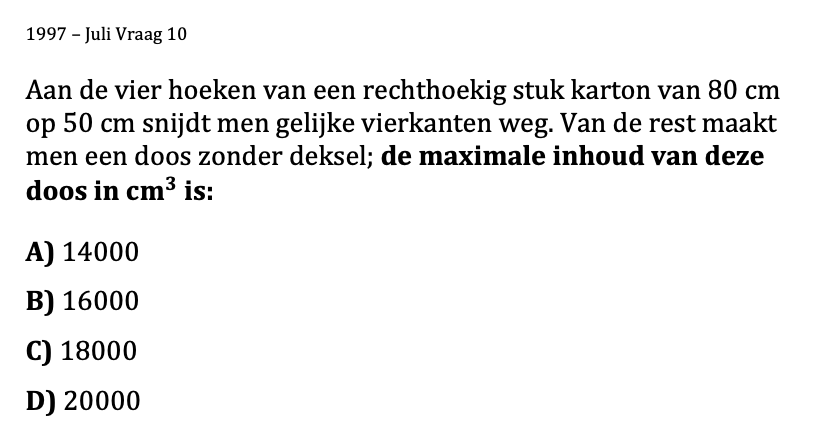 1997 – Juli Vraag 10
Aan de vier hoeken van een rechthoekig stuk karton van 80 cm
op 50 cm snijdt men gelijke vierkanten weg. Van de rest maakt
men een doos zonder deksel; de maximale inhoud van deze
doos in cm³ is:
A) 14000
B) 16000
C) 18000
D) 20000